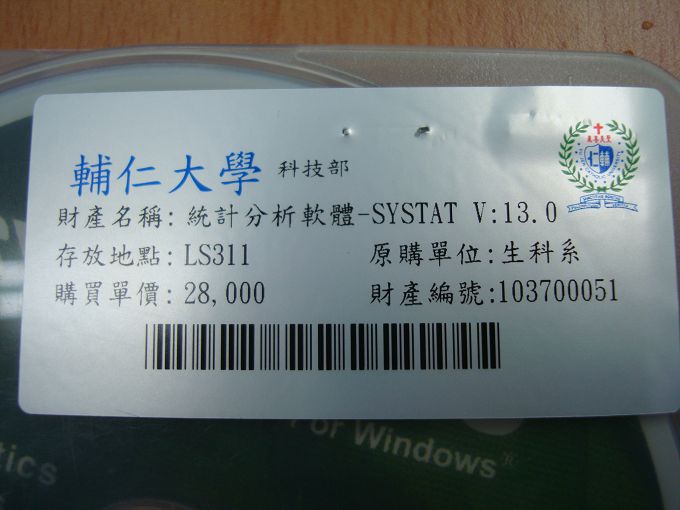 輔仁大學 科技部
財產名稱: 統計分析軟體-SYSTAT V:13.0
存放地點: LS311 原購單位:生科系
購買單價: 28,000 財產編號:103700051
For Windows
tics